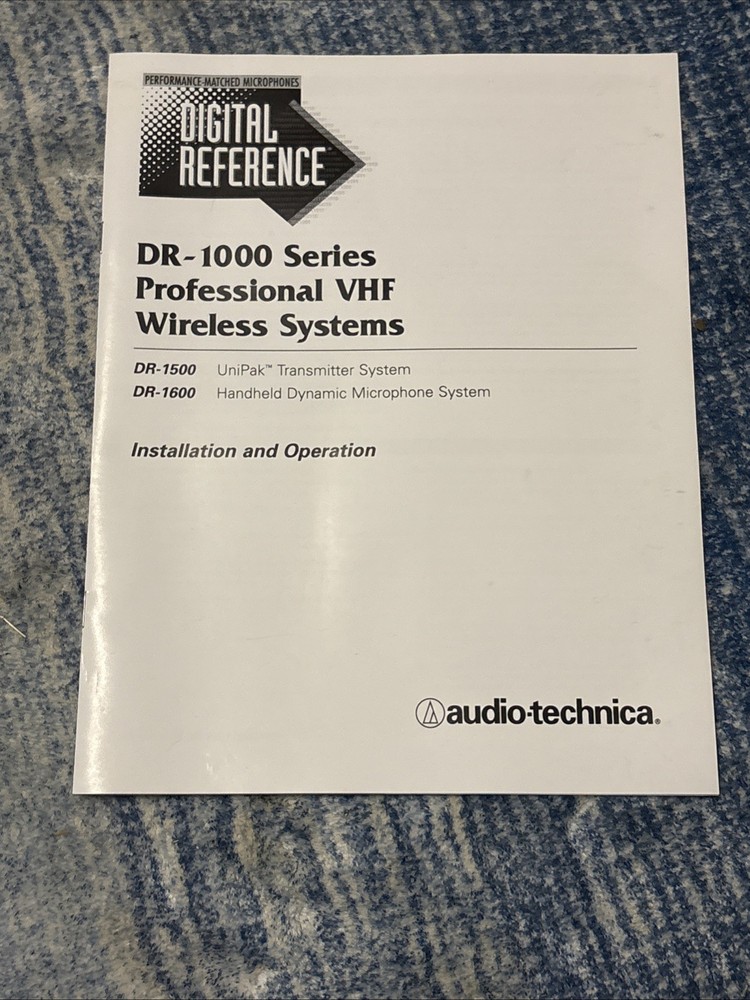 PERFORMANCE-MATCHED MICROPHONES
DIGITAL
REFERENCE™
DR-1000 Series
Professional VHF
Wireless Systems
DR-1500 UniPak™ Transmitter System
DR-1600 Handheld Dynamic Microphone System
Installation and Operation
audio-technica®